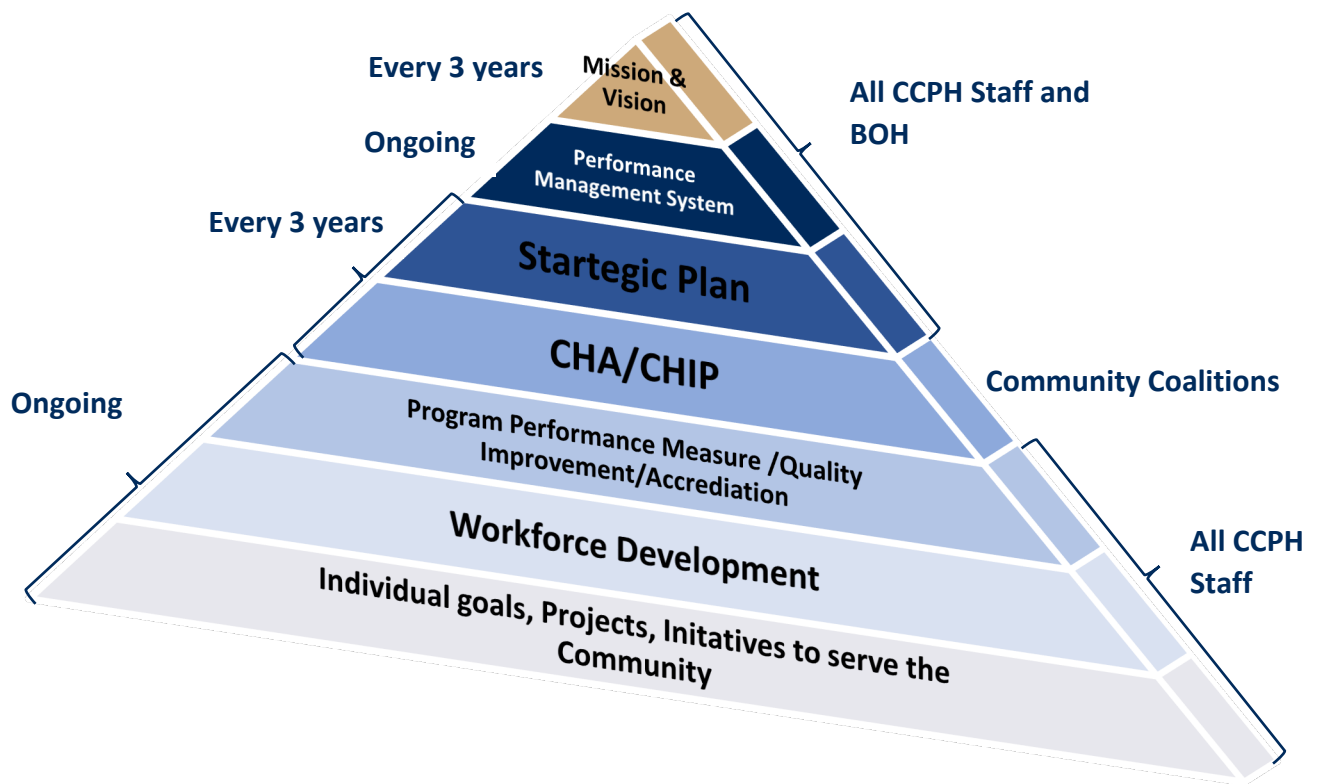 Every 3 years
Mission &
Vision
All CCPH Staff and
BOH
Ongoing
Performance
Management System
Every 3 years
Startegic Plan
CHA/CHIP
Community Coalitions
Ongoing
Program Performance Measure /Quality
Improvement/Accrediation
Workforce Development
All CCPH
Staff
Individual goals, Projects, Initatives to serve the
Community